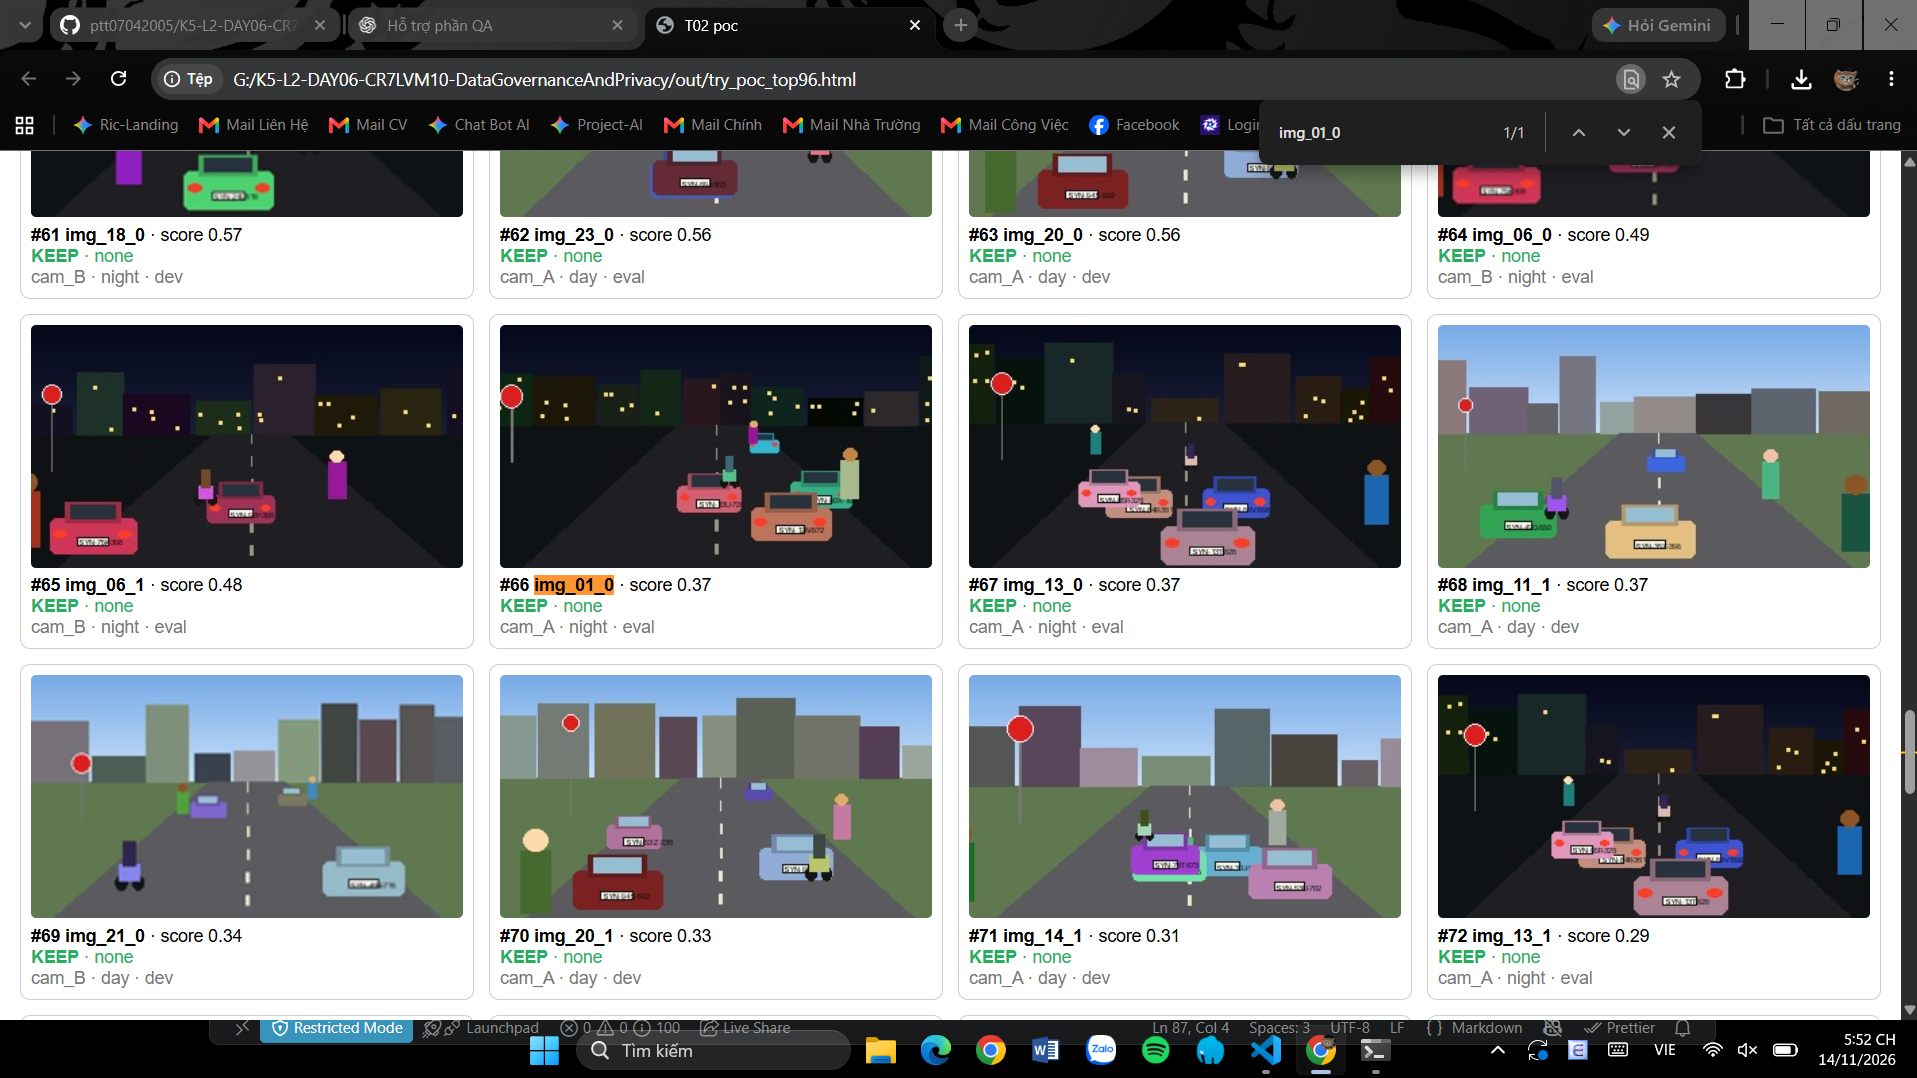 ptt07042005/K5-L2-DAY06-CR7
Hỗ trợ phần QA
T02 poc
Hỏi Gemini
Tệp
G:/K5-L2-DAY06-CR7LVM10-DataGovernanceAndPrivacy/out/try_poc_top96.html
Ric-Landing
Mail Liên Hệ
Mail CV
Chat Bot AI
Project-AI
Mail Chính
Mail Nhà Trường
Mail Công Việc
Facebook
Login
img_01_0
1/1
Tất cả dấu trang
#61 img_18_0 · score 0.57
KEEP · none
cam_B · night · dev
#62 img_23_0 · score 0.56
KEEP · none
cam_A · day · eval
#63 img_20_0 · score 0.56
KEEP · none
cam_A · day · dev
#64 img_06_0 · score 0.49
KEEP · none
cam_B · night · eval
#65 img_06_1 · score 0.48
KEEP · none
cam_B · night · eval
#66 img_01_0 · score 0.37
KEEP · none
cam_A · night · eval
#67 img_13_0 · score 0.37
KEEP · none
cam_A · night · eval
#68 img_11_1 · score 0.37
KEEP · none
cam_A · day · dev
#69 img_21_0 · score 0.34
KEEP · none
cam_B · day · dev
#70 img_20_1 · score 0.33
KEEP · none
cam_A · day · dev
#71 img_14_1 · score 0.31
KEEP · none
cam_A · day · dev
#72 img_13_1 · score 0.29
KEEP · none
cam_A · night · eval
Restricted Mode
Launchpad
0
0
100
Live Share
Ln 87, Col 4
Spaces: 3
UTF-8
LF
{ } Markdown
Prettier
Tìm kiếm
Zalo
VIE
5:52 CH
14/11/2026